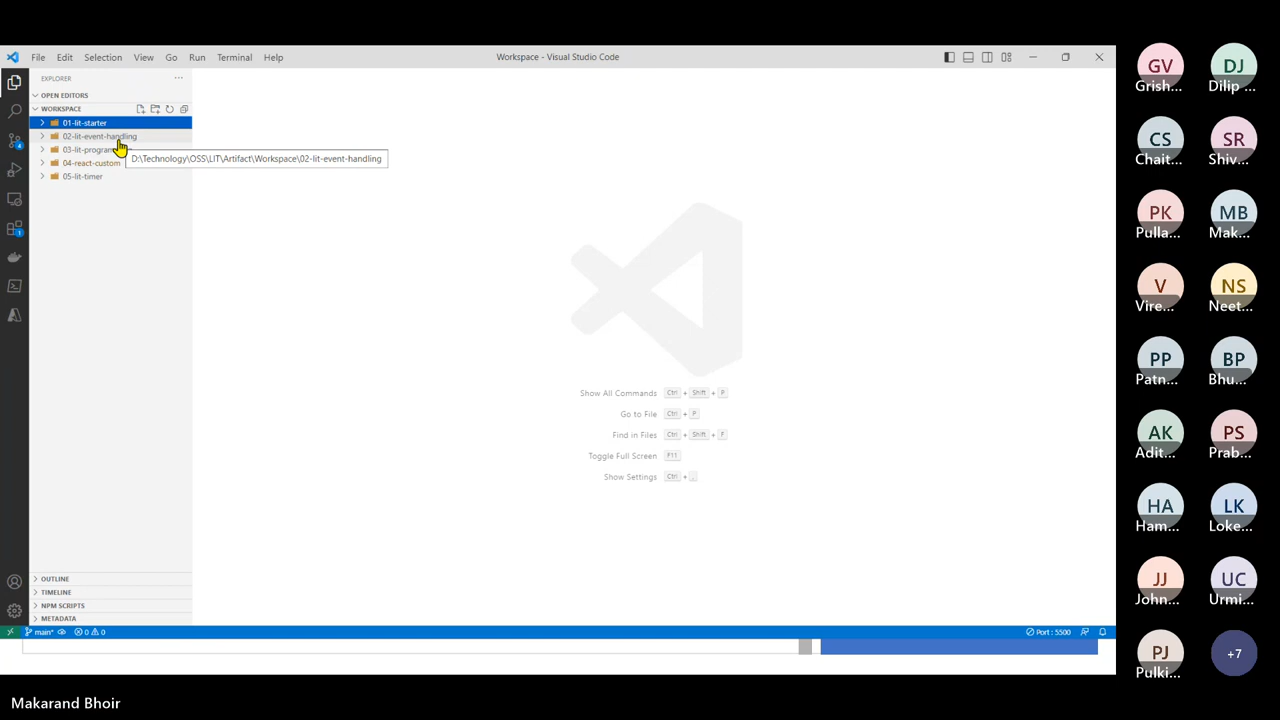 File Edit Selection View Go Run Terminal Help
Workspace - Visual Studio Code
EXPLORER
OPEN EDITORS
WORKSPACE
01-lit-starter
02-lit-event-handling
03-lit-program
D:\Technology\OSS\LIT\Artifact\Workspace\02-lit-event-handling
04-react-custom
05-lit-timer
4
1
Show All Commands Ctrl + Shift + P
Go to File Ctrl + P
Find in Files Ctrl + Shift + F
Toggle Full Screen F11
Show Settings Ctrl + ,
OUTLINE
TIMELINE
NPM SCRIPTS
METADATA
main* 0 0 Port : 5500
GV DJ
Grish... Dilip ...
CS SR
Chait... Shiv...
PK MB
Pulla... Mak...
V NS
Vire... Neet...
PP BP
Patn... Bhu...
AK PS
Adit... Prab...
HA LK
Ham... Loke...
JJ UC
John... Urmi...
PJ +7
Pulki...
Makarand Bhoir